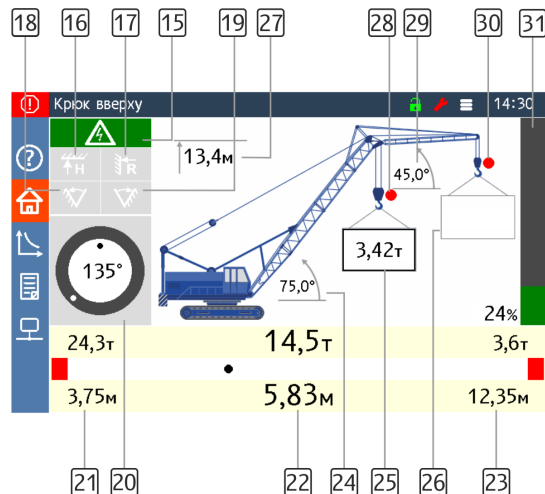 18 16 17 15 19 27 28 29 30 31
Крюк вверху 14:30
13,4м
H R
45,0°
135°
3,42т
75,0°
24%
24,3т 14,5т 3,6т
3,75м 5,83м 12,35м
21 20 22 24 25 26 23